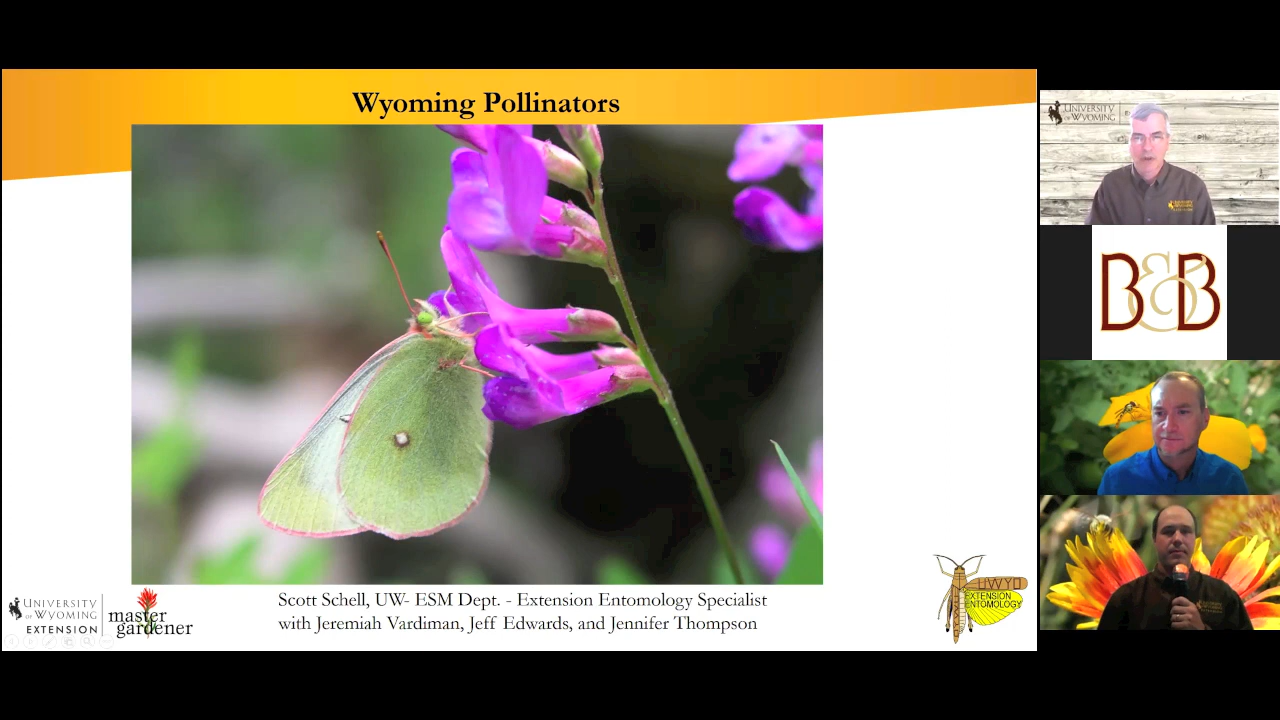 Wyoming Pollinators
UNIVERSITY
OF WYOMING
EXTENSION
master
gardener
Scott Schell, UW- ESM Dept. - Extension Entomology Specialist
with Jeremiah Vardiman, Jeff Edwards, and Jennifer Thompson
UWYO
EXTENSION
ENTOMOLOGY
UNIVERSITY
OF WYOMING
B&B